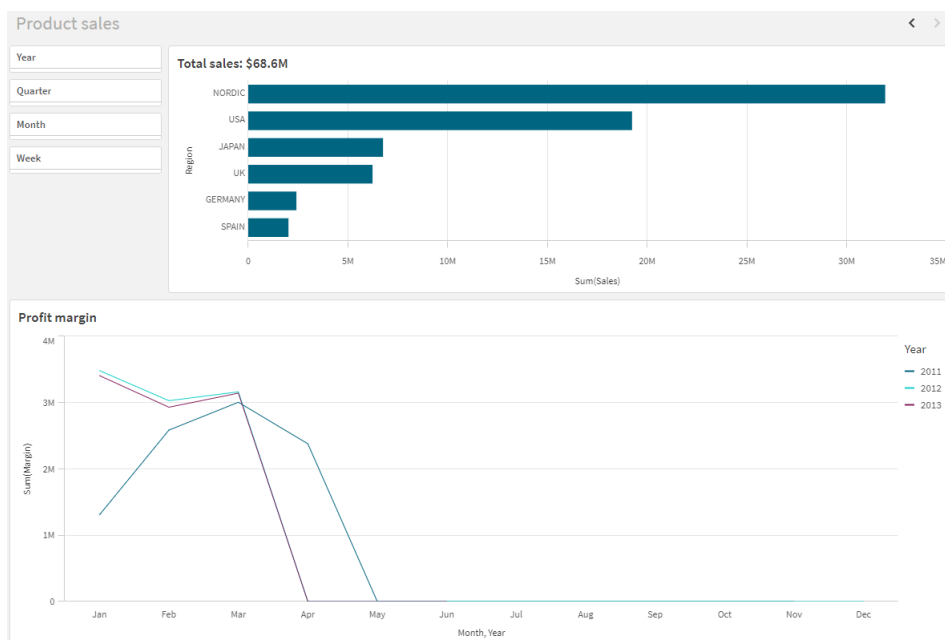 Product sales
Year
Quarter
Month
Week
Total sales: $68.6M
Region
NORDIC
USA
JAPAN
UK
GERMANY
SPAIN
0 5M 10M 15M 20M 25M 30M 35M
Sum(Sales)
Profit margin
Sum(Margin)
4M
3M
2M
1M
0
Jan Feb Mar Apr May Jun Jul Aug Sep Oct Nov Dec
Month, Year
Year
2011
2012
2013